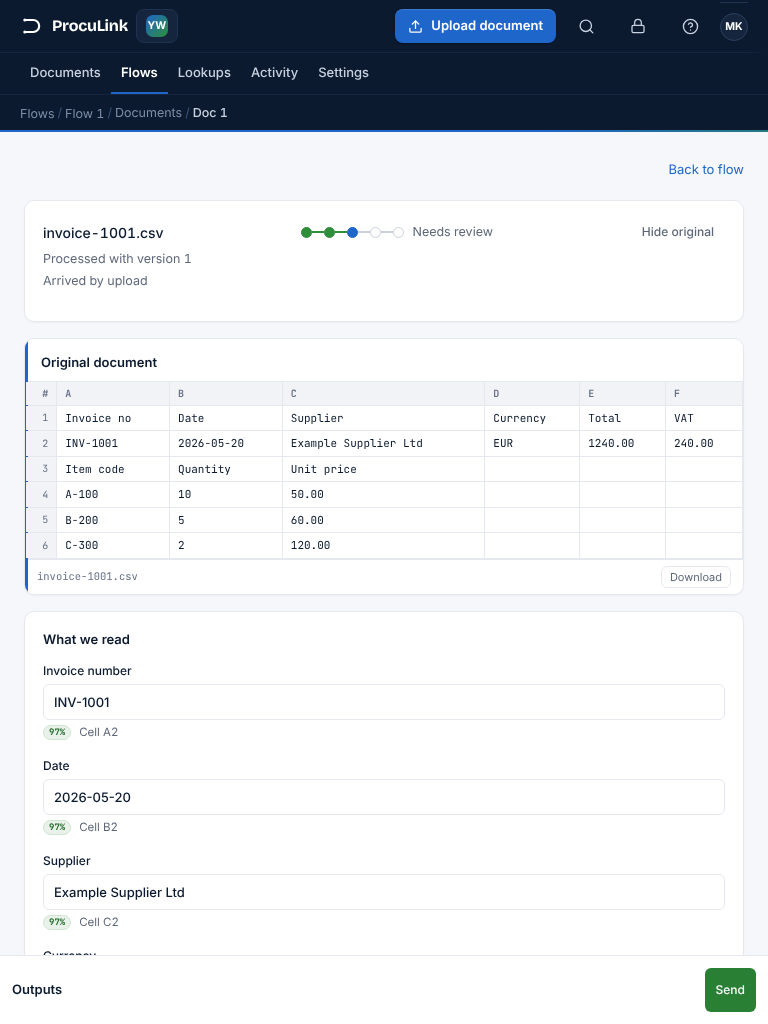 ProcuLink YW Upload document MK
Documents Flows Lookups Activity Settings
Flows / Flow 1 / Documents / Doc 1
Back to flow
invoice-1001.csv Needs review Hide original
Processed with version 1
Arrived by upload
Original document
# A B C D E F
1 Invoice no Date Supplier Currency Total VAT
2 INV-1001 2026-05-20 Example Supplier Ltd EUR 1240.00 240.00
3 Item code Quantity Unit price
4 A-100 10 50.00
5 B-200 5 60.00
6 C-300 2 120.00
invoice-1001.csv Download
What we read
Invoice number
INV-1001
97% Cell A2
Date
2026-05-20
97% Cell B2
Supplier
Example Supplier Ltd
97% Cell C2
Currency
Outputs Send